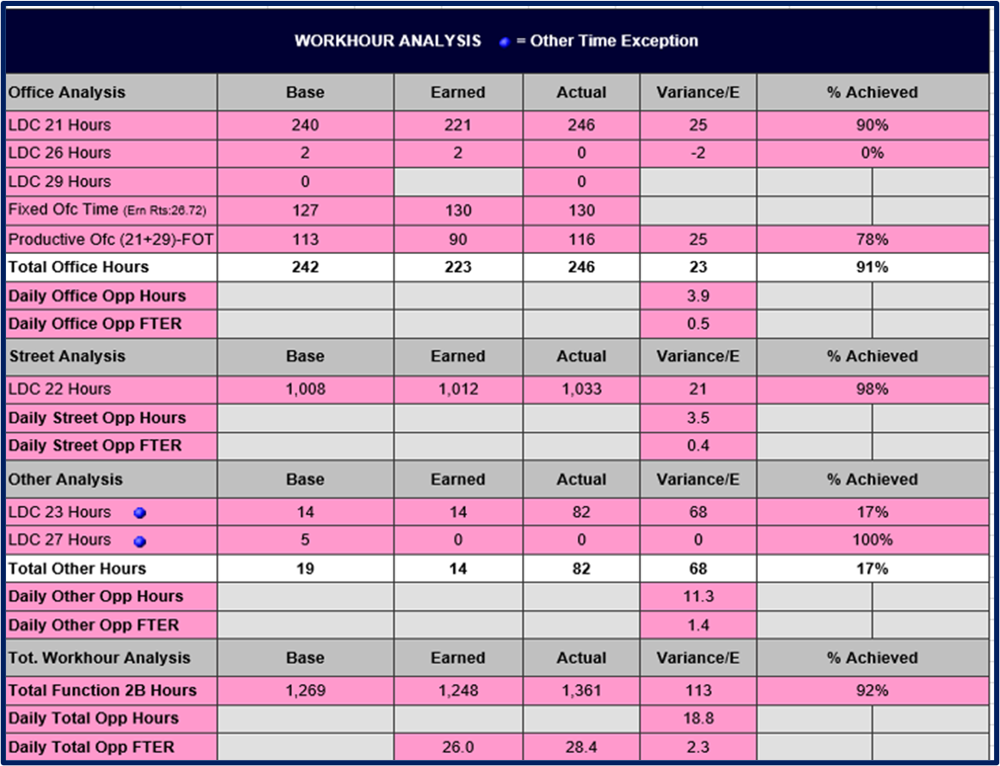 WORKHOUR ANALYSIS = Other Time Exception
Office Analysis Base Earned Actual Variance/E % Achieved
LDC 21 Hours 240 221 246 25 90%
LDC 26 Hours 2 2 0 -2 0%
LDC 29 Hours 0 0
Fixed Ofc Time (Ern Rts:26.72) 127 130 130
Productive Ofc (21+29)-FOT 113 90 116 25 78%
Total Office Hours 242 223 246 23 91%
Daily Office Opp Hours 3.9
Daily Office Opp FTER 0.5
Street Analysis Base Earned Actual Variance/E % Achieved
LDC 22 Hours 1,008 1,012 1,033 21 98%
Daily Street Opp Hours 3.5
Daily Street Opp FTER 0.4
Other Analysis Base Earned Actual Variance/E % Achieved
LDC 23 Hours 14 14 82 68 17%
LDC 27 Hours 5 0 0 0 100%
Total Other Hours 19 14 82 68 17%
Daily Other Opp Hours 11.3
Daily Other Opp FTER 1.4
Tot. Workhour Analysis Base Earned Actual Variance/E % Achieved
Total Function 2B Hours 1,269 1,248 1,361 113 92%
Daily Total Opp Hours 18.8
Daily Total Opp FTER 26.0 28.4 2.3